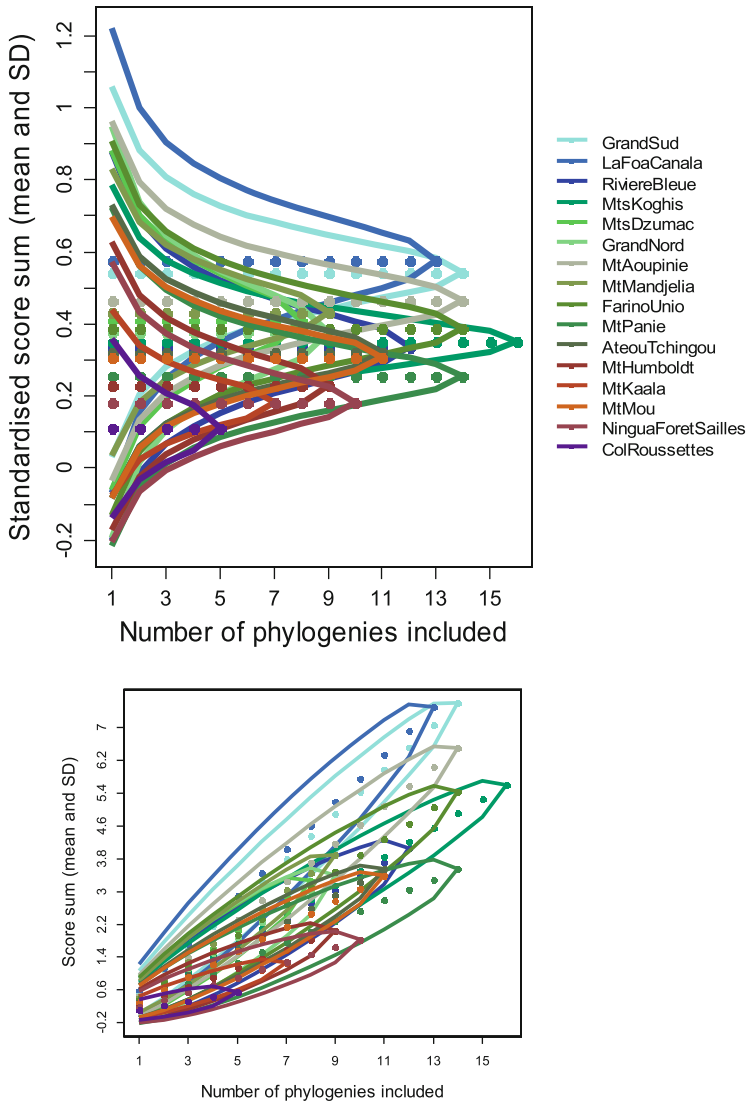 Standardised score sum (mean and SD)
1.2
1
0.8
0.6
0.4
0.2
0
-0.2
1 3 5 7 9 11 13 15
Number of phylogenies included
GrandSud
LaFoaCanala
RiviereBleue
MtsKoghis
MtsDzumac
GrandNord
MtAoupinie
MtMandjelia
FarinoUnio
MtPanie
AteouTchingou
MtHumboldt
MtKaala
MtMou
NinguaForetSailles
ColRoussettes
Score sum (mean and SD)
7
6.2
5.4
4.6
3.8
3
2.2
1.4
0.6
-0.2
1 3 5 7 9 11 13 15
Number of phylogenies included